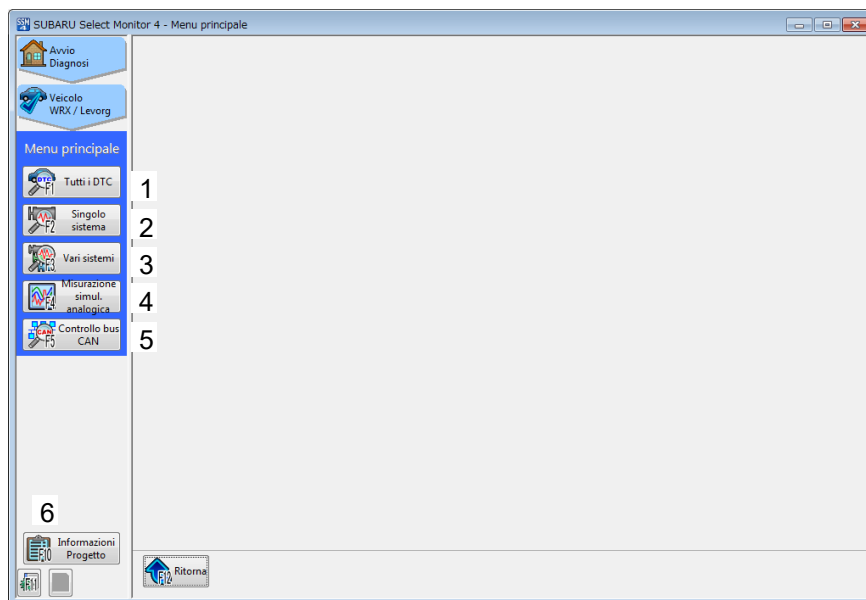 SSM 4 SUBARU Select Monitor 4 - Menu principale
Avvio
Diagnosi
Veicolo
WRX / Levorg
Menu principale
DTC F1 Tutti i DTC 1
F2 Singolo
sistema 2
F3 Vari sistemi 3
Misurazione
F4 simul. 4
analogica
CAN F5 Controllo bus
CAN 5
6
F10 Informazioni
Progetto
F11
F12 Ritorna